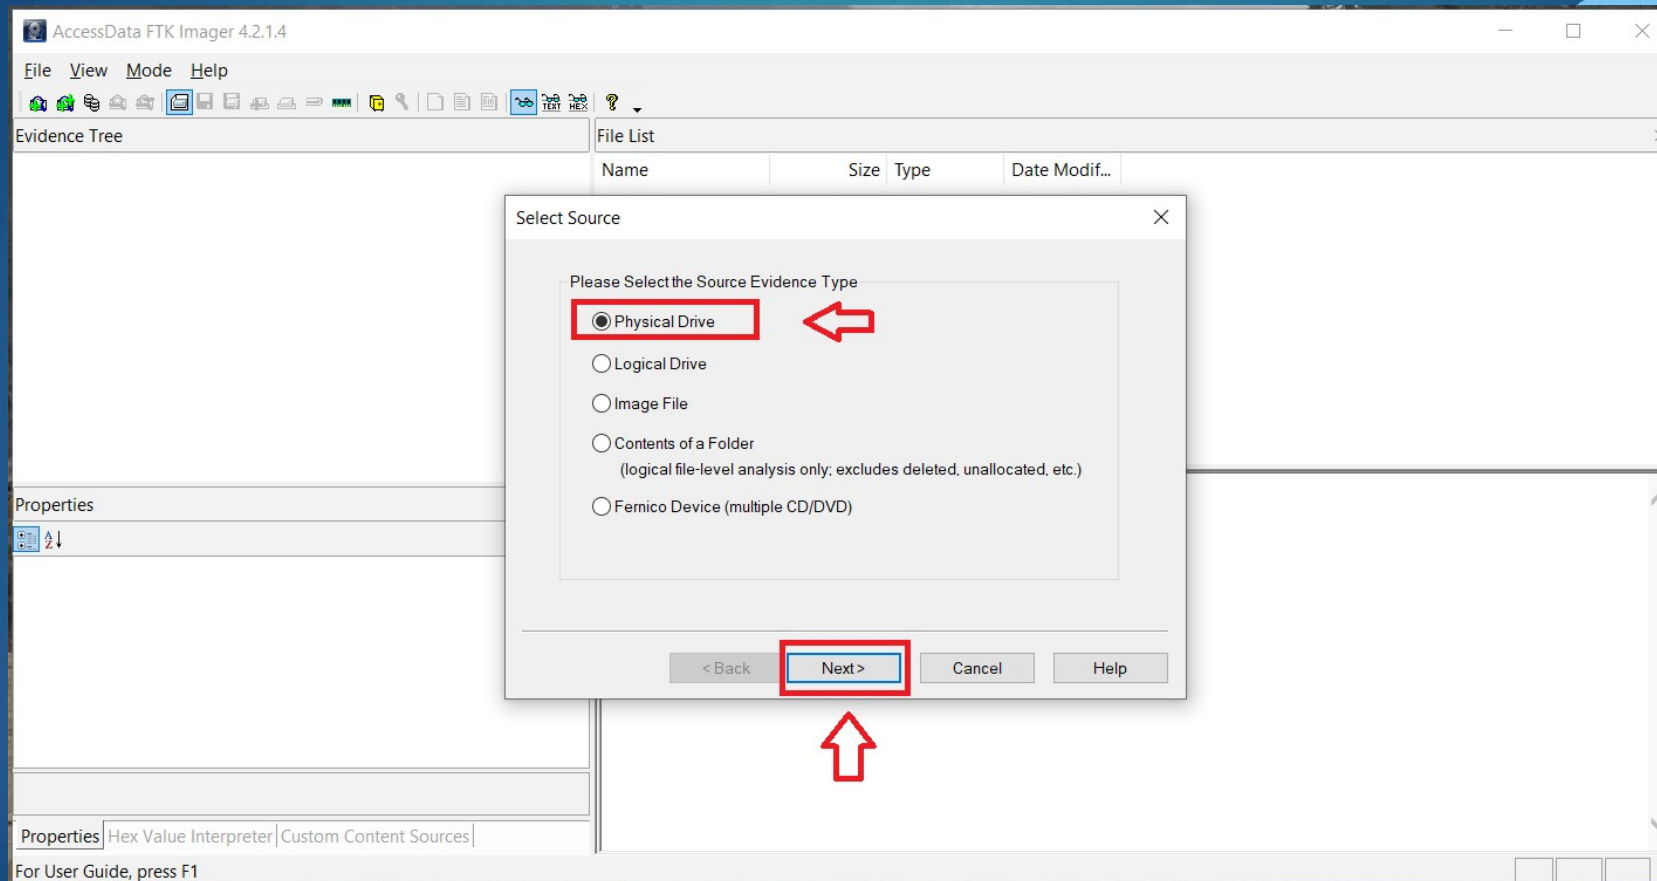 AccessData FTK Imager 4.2.1.4
File View Mode Help
TEXT HEX
Evidence Tree
File List
Name Size Type Date Modif...
Select Source
Please Select the Source Evidence Type
Physical Drive
Logical Drive
Image File
Contents of a Folder
(logical file-level analysis only; excludes deleted, unallocated, etc.)
Fernico Device (multiple CD/DVD)
< Back Next > Cancel Help
Properties
A
Z
Properties Hex Value Interpreter Custom Content Sources
For User Guide, press F1